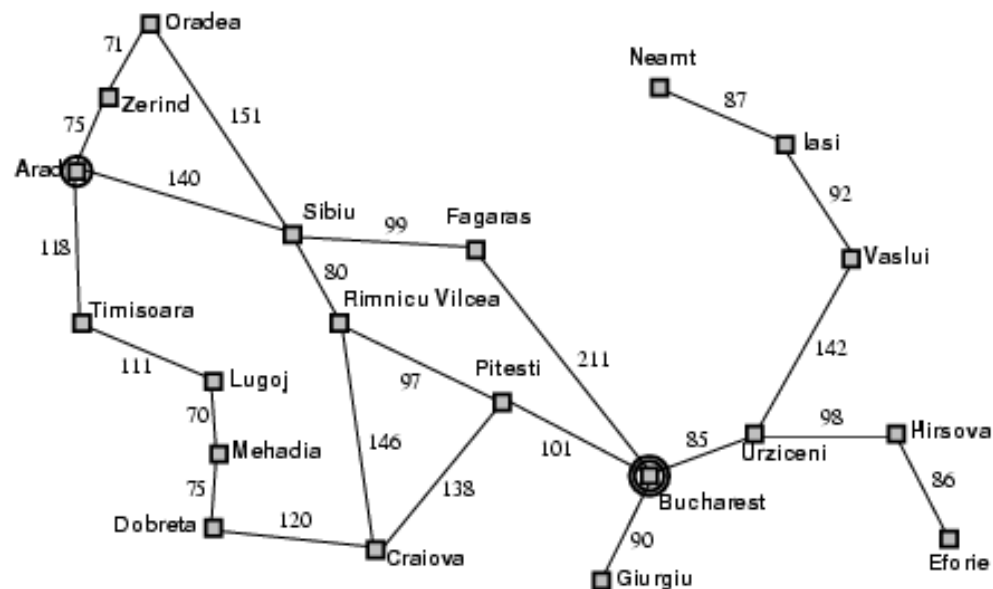 Oradea
71
Neamt
87
Zerind
151
75
Iasi
Arad
140
92
Sibiu
99
Fagaras
118
Vaslui
80
Timisoara
Rimnicu Vilcea
142
111
Lugoj
97
Pitesti
211
70
98
Hirsova
146
101
85
Urziceni
Mehadia
138
86
75
Bucharest
Dobreta
120
90
Craiova
Eforie
Giurgiu